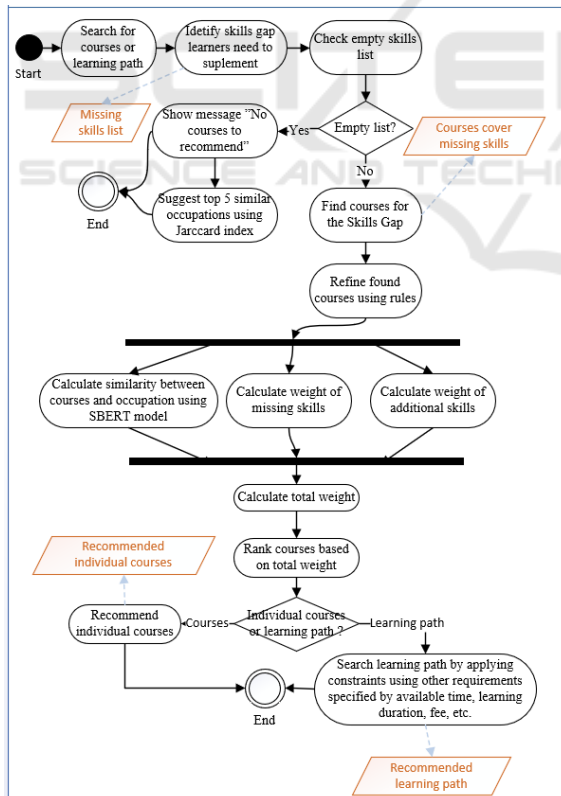 Search for
courses or
learning path
Idetify skills gap
learners need to
suplement
Check empty skills
list
Start
Missing
skills list
Show message "No
courses to
recommend"
Yes
Empty list?
Courses cover
missing skills
No
End
Suggest top 5 similar
occupations using
Jarccard index
Find courses for
the Skills Gap
Refine found
courses using rules
Calculate similarity between
courses and occupation using
SBERT model
Calculate weight of
missing skills
Calculate weight of
additional skills
Calculate total weight
Rank courses based
on total weight
Recommended
individual courses
Recommend
individual courses
Courses
Individual courses
or learning path ?
Learning path
Search learning path by applying
constraints using other requirements
specified by available time, learning
duration, fee, etc.
End
Recommended
learning path
SCITE
SCIENCE AND TECH